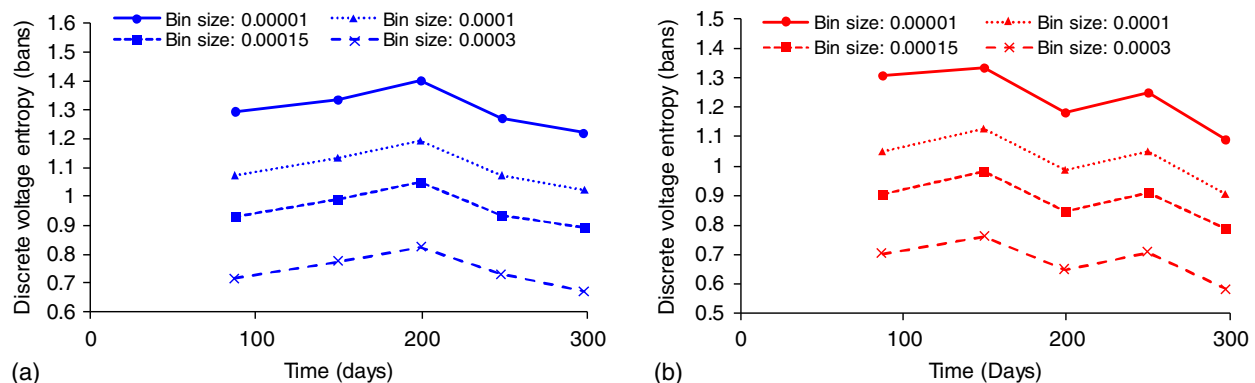 Bin size: 0.00001 Bin size: 0.0001
Bin size: 0.00015 Bin size: 0.0003
Discrete voltage entropy (bans)
1.6
1.5
1.4
1.3
1.2
1.1
1
0.9
0.8
0.7
0.6
0 100 200 300
Time (days)
(a)
Bin size: 0.00001 Bin size: 0.0001
Bin size: 0.00015 Bin size: 0.0003
Discrete voltage entropy (bans)
1.5
1.4
1.3
1.2
1.1
1
0.9
0.8
0.7
0.6
0.5
0 100 200 300
Time (Days)
(b)